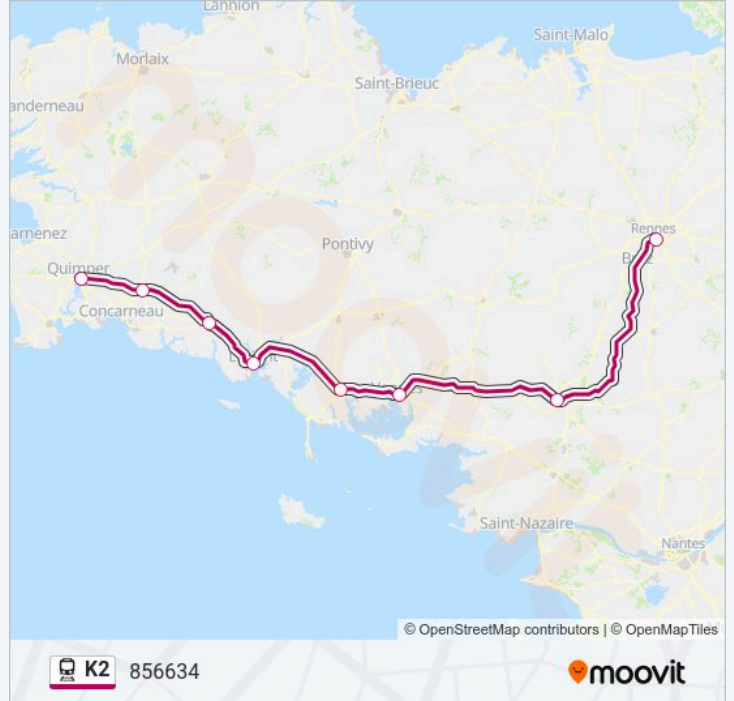 Lannion
Saint-Malo
Morlaix
Saint-Brieuc
anderneau
Rennes
arnenez
Pontivy
Quimper
Concarneau
Saint-Nazaire
Nantes
© OpenStreetMap contributors | © OpenMapTiles
K2 856634 moovit